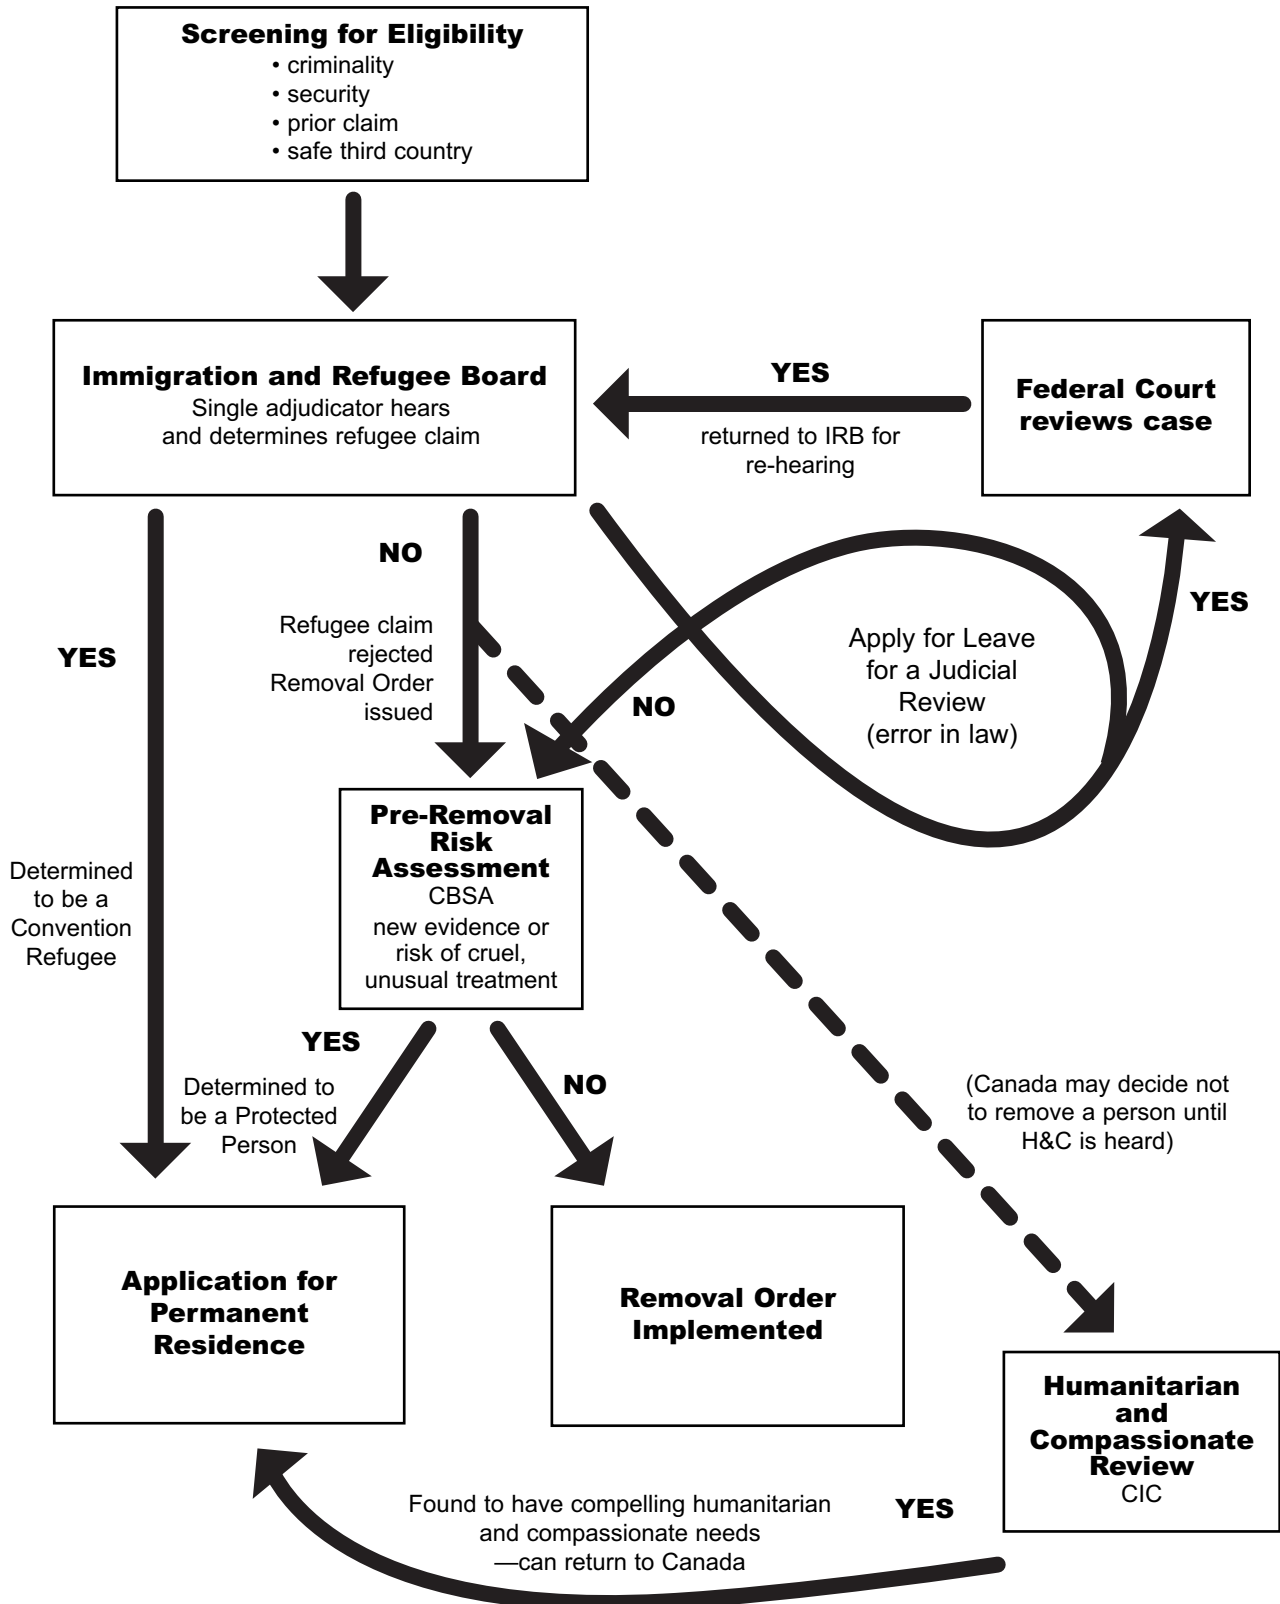 Screening for Eligibility
• criminality
• security
• prior claim
• safe third country
Immigration and Refugee Board
Single adjudicator hears
and determines refugee claim
YES
returned to IRB for
re-hearing
Federal Court
reviews case
NO
Refugee claim
rejected
Removal Order
issued
YES
Determined
to be a
Convention
Refugee
NO
Apply for Leave
for a Judicial
Review
(error in law)
YES
Pre-Removal
Risk
Assessment
CBSA
new evidence or
risk of cruel,
unusual treatment
YES
Determined to
be a Protected
Person
NO
(Canada may decide not
to remove a person until
H&C is heard)
Application for
Permanent
Residence
Removal Order
Implemented
Humanitarian
and
Compassionate
Review
CIC
Found to have compelling humanitarian
and compassionate needs
—can return to Canada
YES